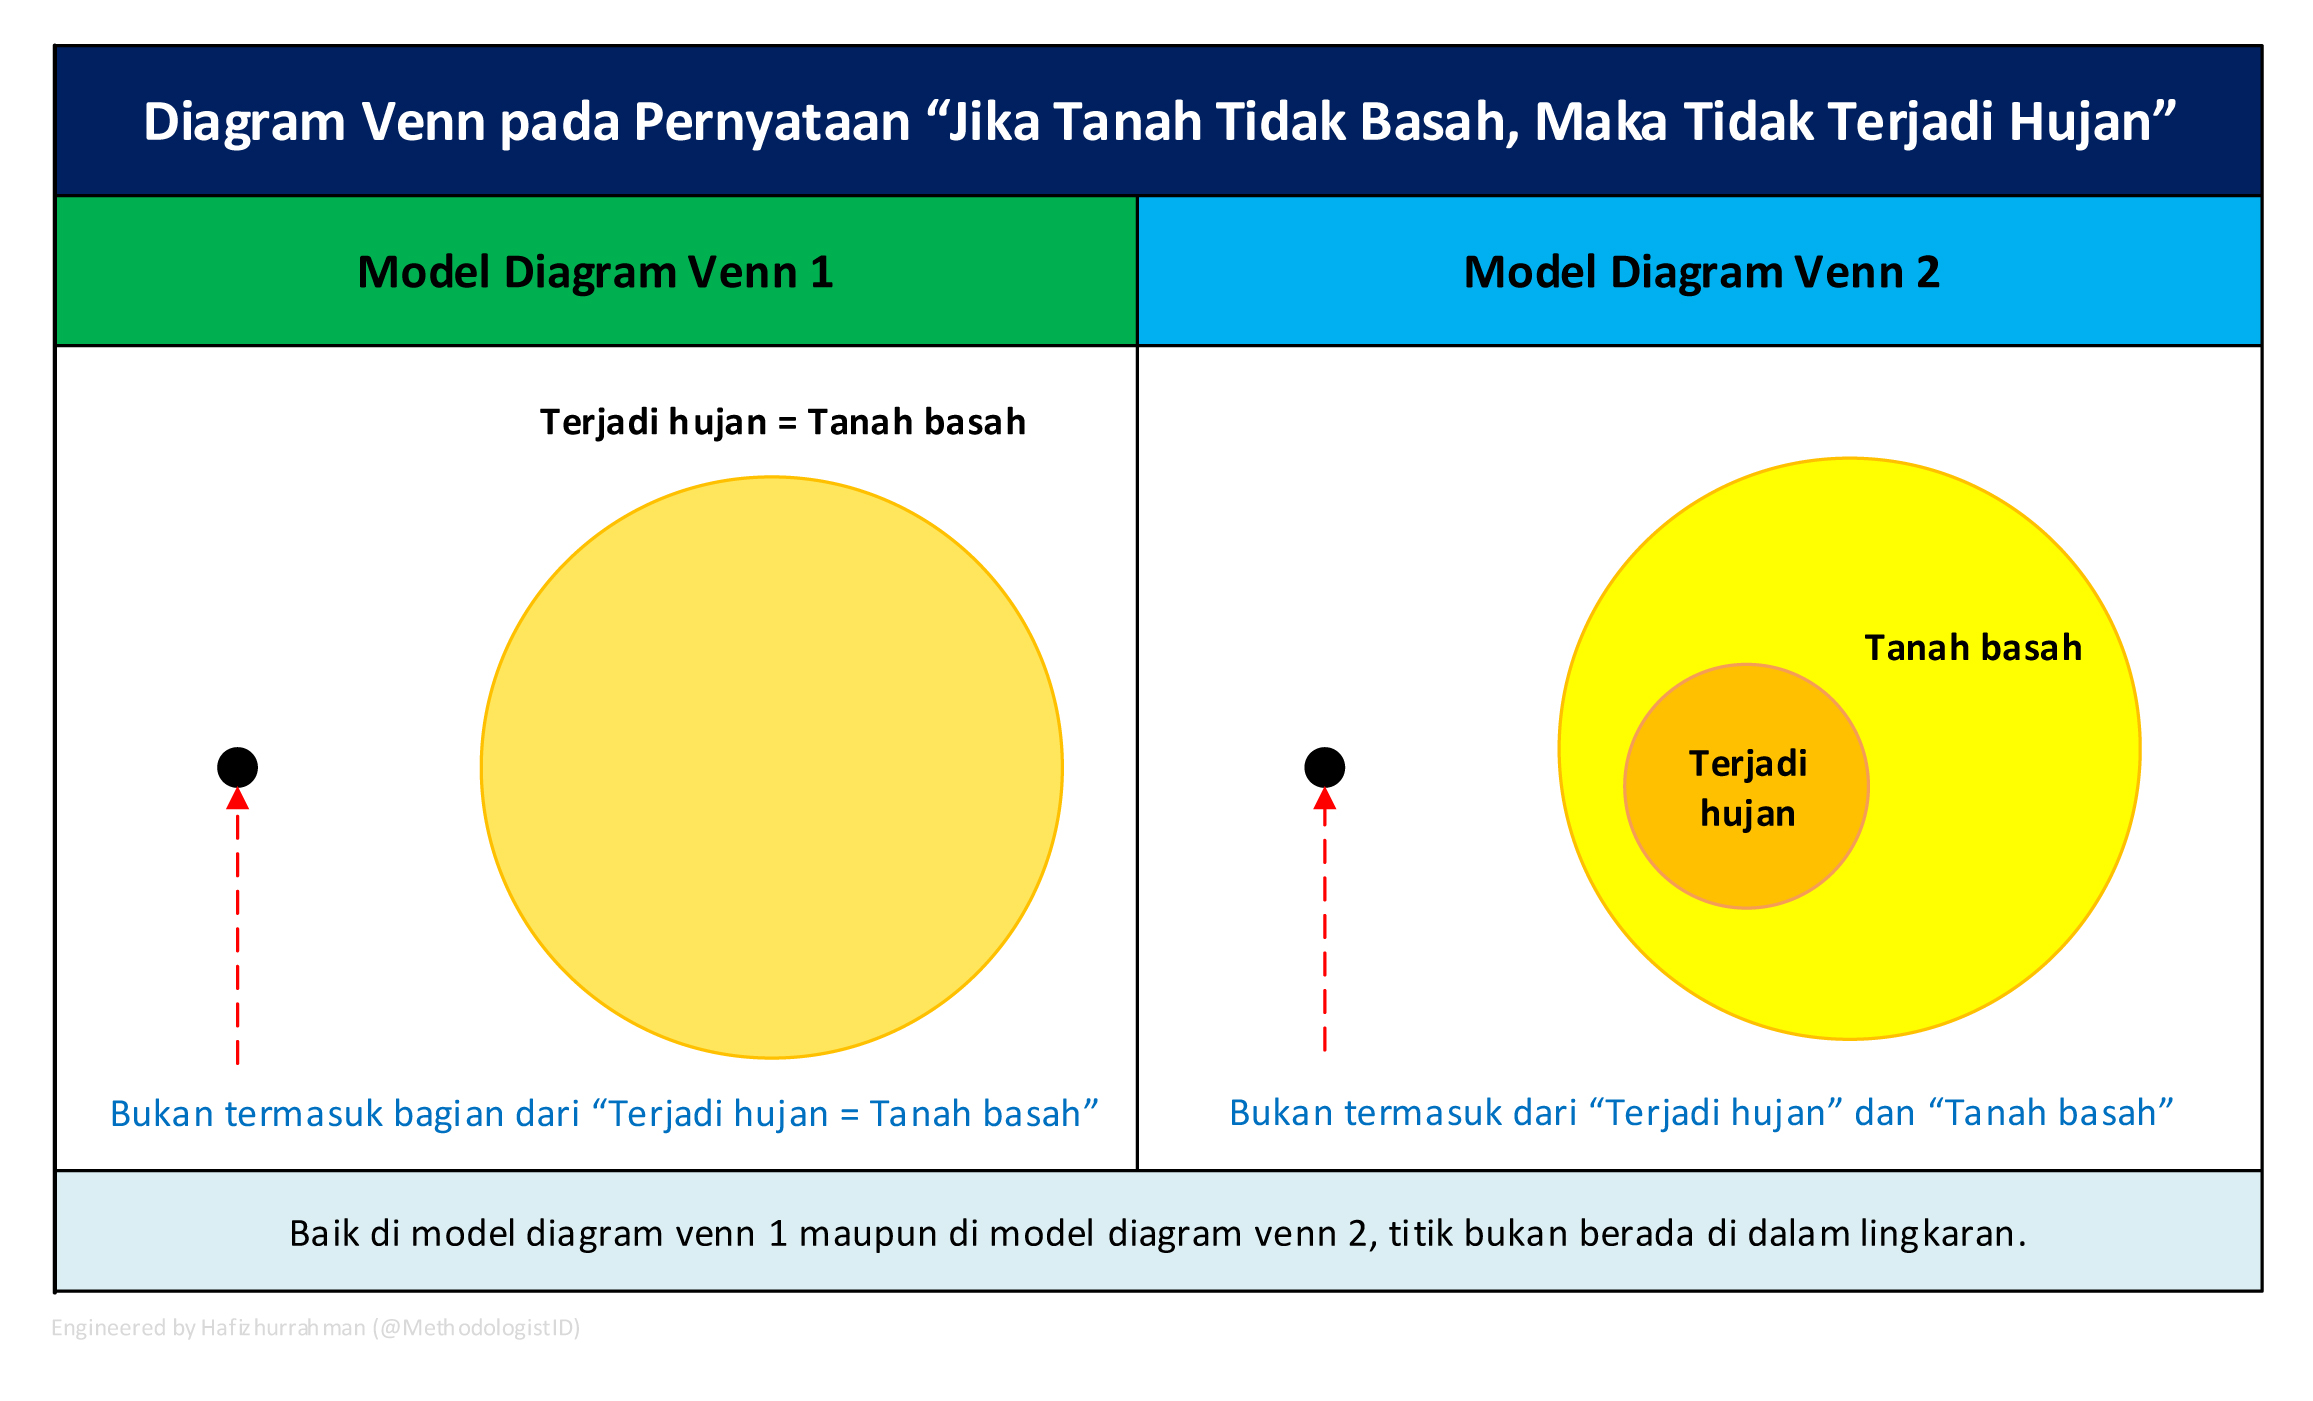 Diagram Venn pada Pernyataan “Jika Tanah Tidak Basah, Maka Tidak Terjadi Hujan”
Model Diagram Venn 1
Model Diagram Venn 2
Terjadi hujan = Tanah basah
Bukan termasuk bagian dari “Terjadi hujan = Tanah basah”
Tanah basah
Terjadi
hujan
Bukan termasuk dari “Terjadi hujan” dan “Tanah basah”
Baik di model diagram venn 1 maupun di model diagram venn 2, titik bukan berada di dalam lingkaran.
Engineered by Hafizhurrahman (@MethodologistID)